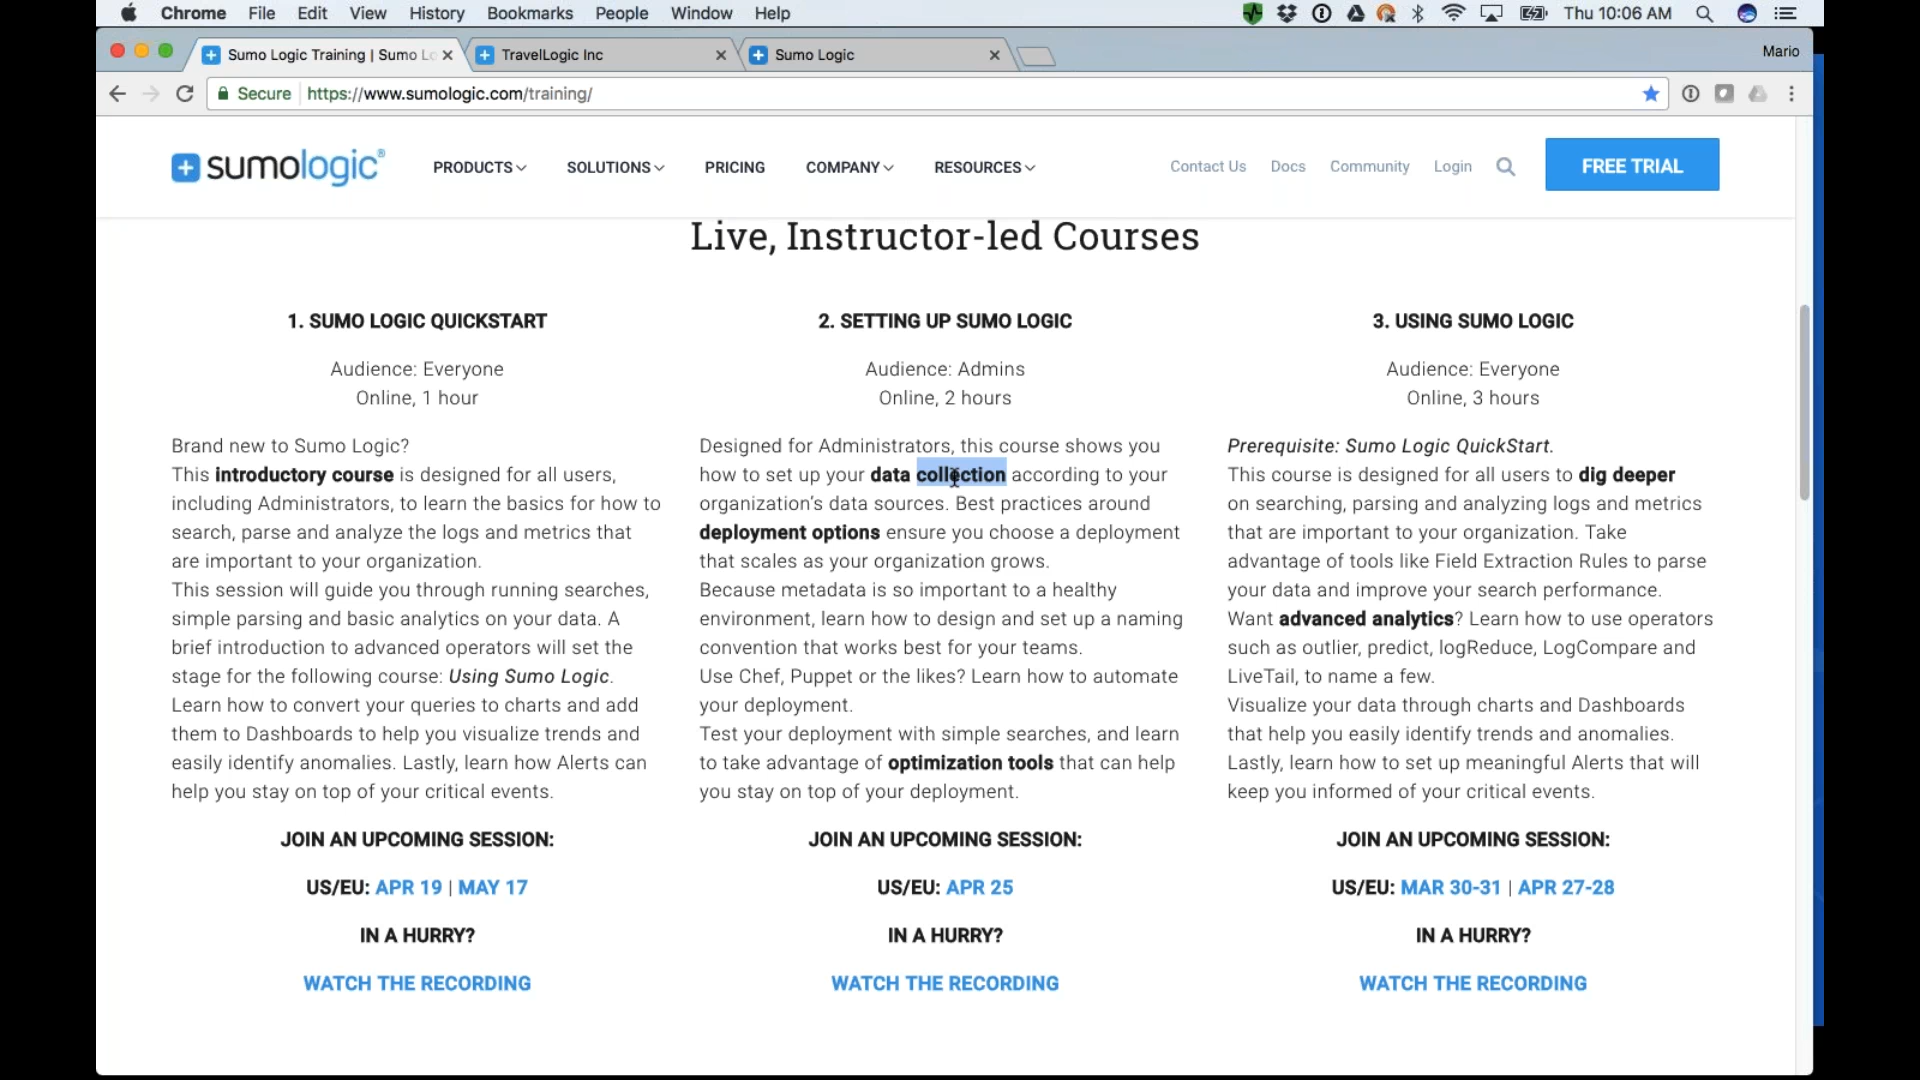 Chrome File Edit View History Bookmarks People Window Help Thu 10:06 AM
Sumo Logic Training | Sumo Lo TravelLogic Inc Sumo Logic Mario
Secure https://www.sumologic.com/training/
sumologic® PRODUCTS SOLUTIONS PRICING COMPANY RESOURCES Contact Us Docs Community Login FREE TRIAL
Live, Instructor-led Courses
1. SUMO LOGIC QUICKSTART
Audience: Everyone
Online, 1 hour
Brand new to Sumo Logic?
This introductory course is designed for all users,
including Administrators, to learn the basics for how to
search, parse and analyze the logs and metrics that
are important to your organization.
This session will guide you through running searches,
simple parsing and basic analytics on your data. A
brief introduction to advanced operators will set the
stage for the following course: Using Sumo Logic.
Learn how to convert your queries to charts and add
them to Dashboards to help you visualize trends and
easily identify anomalies. Lastly, learn how Alerts can
help you stay on top of your critical events.
JOIN AN UPCOMING SESSION:
US/EU: APR 19 | MAY 17
IN A HURRY?
WATCH THE RECORDING
2. SETTING UP SUMO LOGIC
Audience: Admins
Online, 2 hours
Designed for Administrators, this course shows you
how to set up your data collection according to your
organization's data sources. Best practices around
deployment options ensure you choose a deployment
that scales as your organization grows.
Because metadata is so important to a healthy
environment, learn how to design and set up a naming
convention that works best for your teams.
Use Chef, Puppet or the likes? Learn how to automate
your deployment.
Test your deployment with simple searches, and learn
to take advantage of optimization tools that can help
you stay on top of your deployment.
JOIN AN UPCOMING SESSION:
US/EU: APR 25
IN A HURRY?
WATCH THE RECORDING
3. USING SUMO LOGIC
Audience: Everyone
Online, 3 hours
Prerequisite: Sumo Logic QuickStart.
This course is designed for all users to dig deeper
on searching, parsing and analyzing logs and metrics
that are important to your organization. Take
advantage of tools like Field Extraction Rules to parse
your data and improve your search performance.
Want advanced analytics? Learn how to use operators
such as outlier, predict, logReduce, LogCompare and
LiveTail, to name a few.
Visualize your data through charts and Dashboards
that help you easily identify trends and anomalies.
Lastly, learn how to set up meaningful Alerts that will
keep you informed of your critical events.
JOIN AN UPCOMING SESSION:
US/EU: MAR 30-31 | APR 27-28
IN A HURRY?
WATCH THE RECORDING